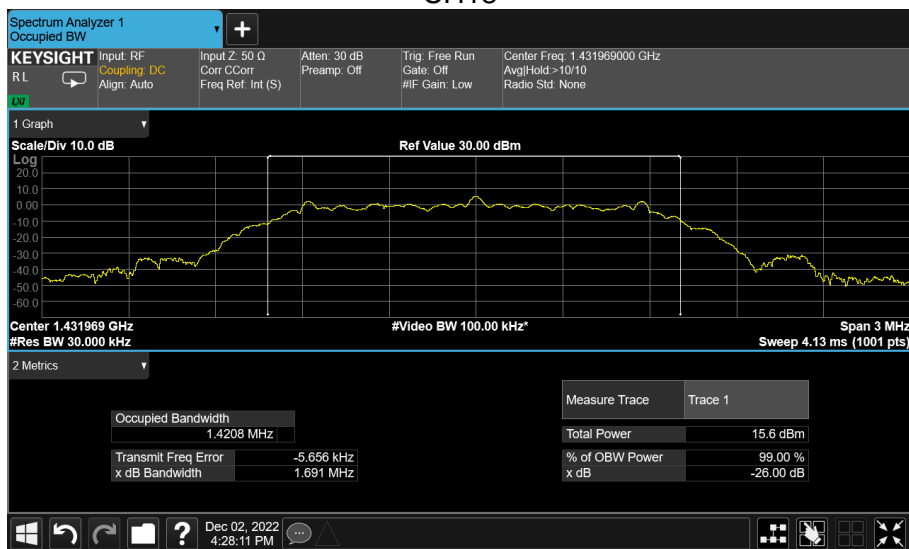 Spectrum Analyzer 1
Occupied BW
+
KEYSIGHT
RL
LXI
Input: RF
Coupling: DC
Align: Auto
Input Z: 50 Ω
Corr CCorr
Freq Ref: Int (S)
Atten: 30 dB
Preamp: Off
Trig: Free Run
Gate: Off
#IF Gain: Low
Center Freq: 1.431969000 GHz
Avg|Hold:>10/10
Radio Std: None
1 Graph
Scale/Div 10.0 dB
Ref Value 30.00 dBm
Log
20.0
10.0
0.00
-10.0
-20.0
-30.0
-40.0
-50.0
-60.0
Center 1.431969 GHz
#Video BW 100.00 kHz*
Span 3 MHz
#Res BW 30.000 kHz
Sweep 4.13 ms (1001 pts)
2 Metrics
Measure Trace
Trace 1
Occupied Bandwidth
1.4208 MHz
Total Power
15.6 dBm
Transmit Freq Error
-5.656 kHz
% of OBW Power
99.00 %
x dB Bandwidth
1.691 MHz
x dB
-26.00 dB
?
Dec 02, 2022
4:28:11 PM